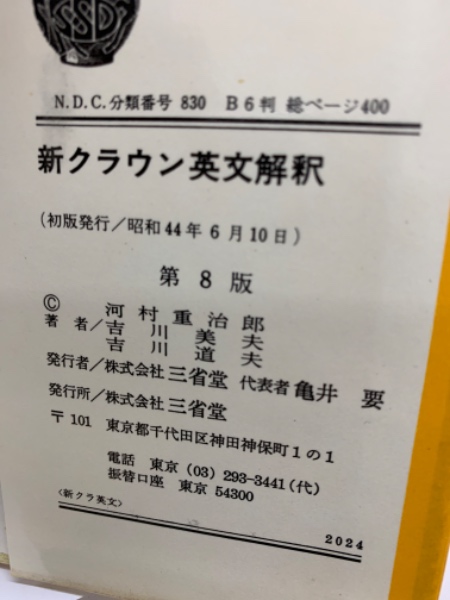 N.D.C.分類番号 830 B6判 総ページ400
新クラウン英文解釈
(初版発行/昭和44年6月10日)
第8版
©
河村重治郎
著者/吉川美夫
吉川道夫
発行者/株式会社三省堂 代表者 亀井 要
発行所/株式会社三省堂
〒101 東京都千代田区神田神保町1の1
電話 東京(03)293-3441(代)
振替口座 東京 54300
〈新クラ英文〉
2024